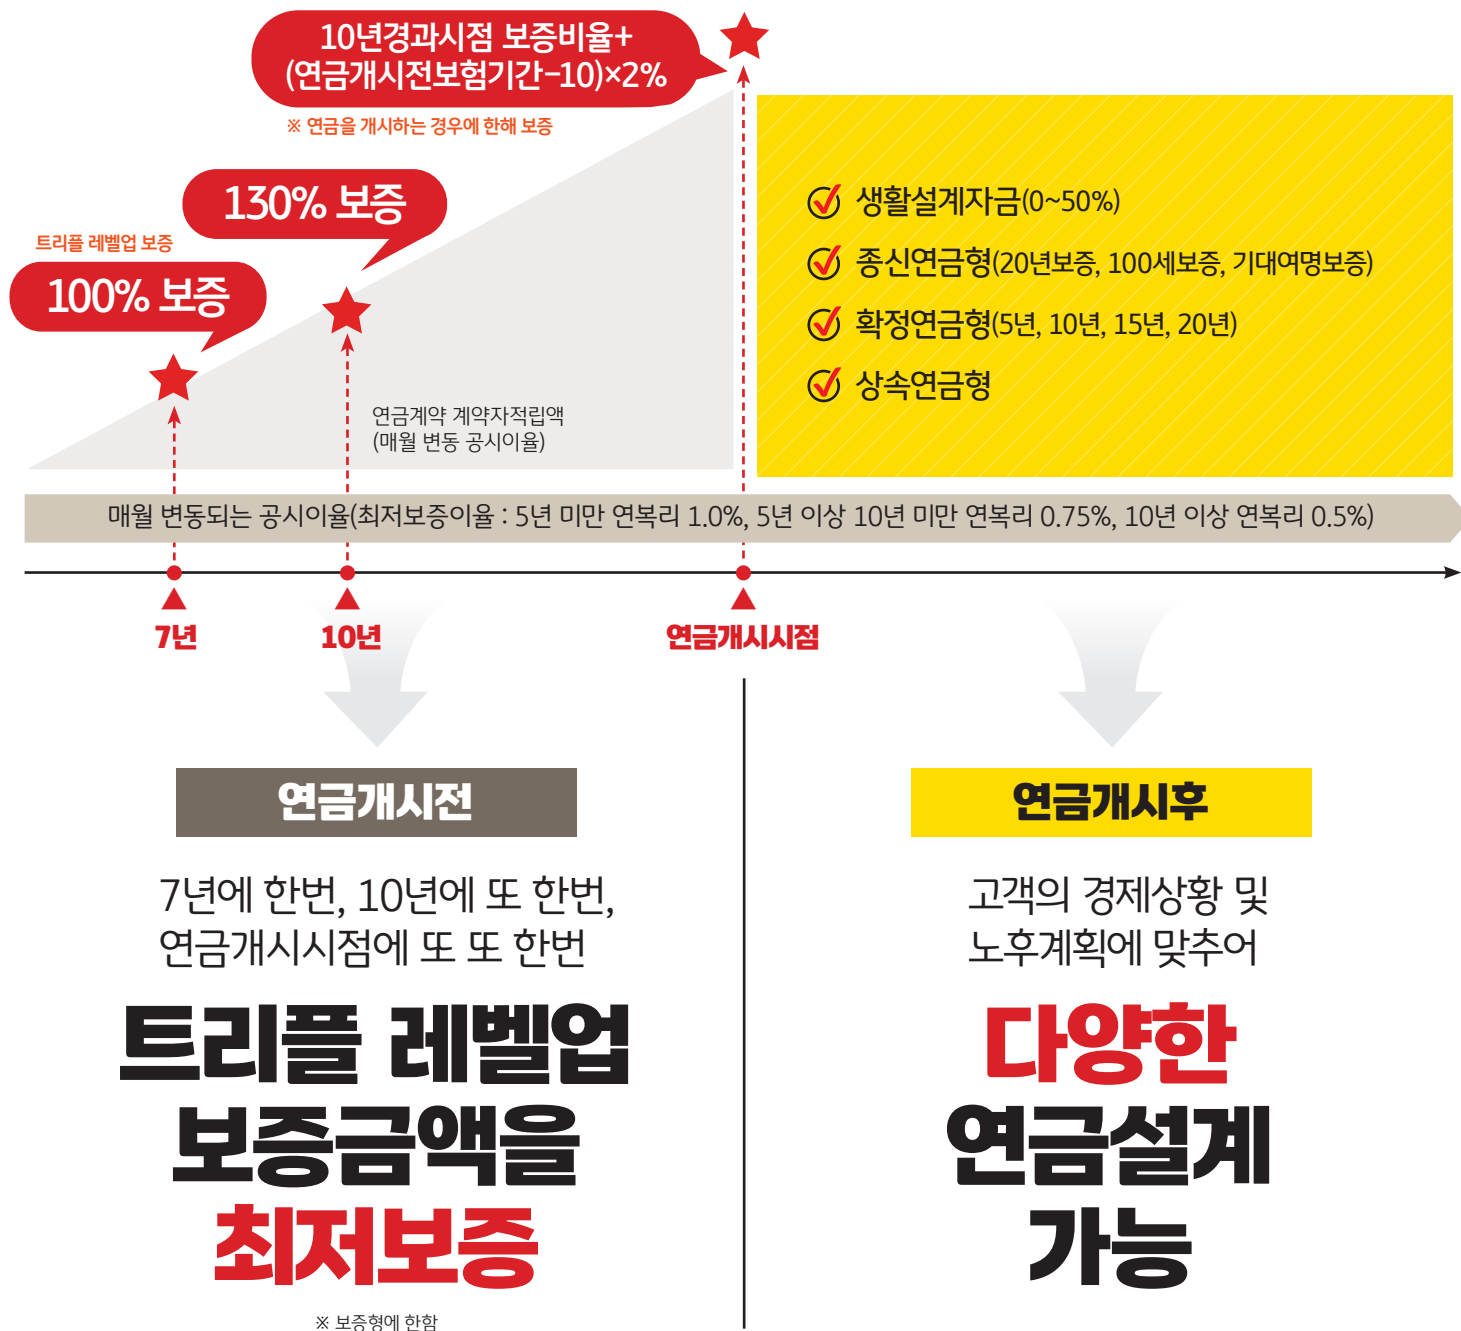 10년경과시점 보증비율+
(연금개시전보험기간-10)×2%
※ 연금을 개시하는 경우에 한해 보증
130% 보증
트리플 레벨업 보증
100% 보증
연금계약 계약자적립액
(매월 변동 공시이율)
생활설계자금(0~50%)
종신연금형(20년보증, 100세보증, 기대여명보증)
확정연금형(5년, 10년, 15년, 20년)
상속연금형
매월 변동되는 공시이율(최저보증이율 : 5년 미만 연복리 1.0%, 5년 이상 10년 미만 연복리 0.75%, 10년 이상 연복리 0.5%)
7년
10년
연금개시시점
연금개시전
7년에 한번, 10년에 또 한번,
연금개시시점에 또 또 한번
트리플 레벨업
보증금액을
최저보증
※ 보증형에 한함
연금개시후
고객의 경제상황 및
노후계획에 맞추어
다양한
연금설계
가능